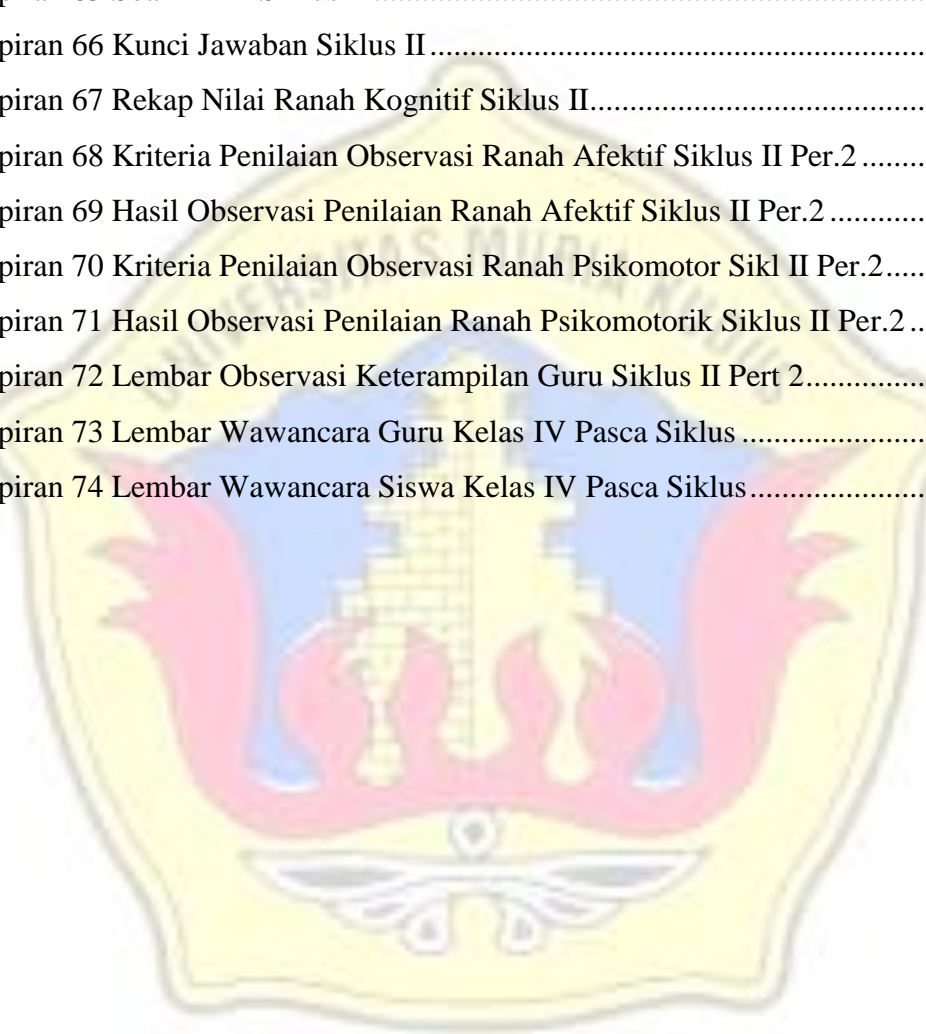 piran 66 Kunci Jawaban Siklus II.......................................................
piran 67 Rekap Nilai Ranah Kognitif Siklus II.....................................
piran 68 Kriteria Penilaian Observasi Ranah Afektif Siklus II Per.2........
piran 69 Hasil Observasi Penilaian Ranah Afektif Siklus II Per.2............
piran 70 Kriteria Penilaian Observasi Ranah Psikomotor Sikl II Per.2.....
piran 71 Hasil Observasi Penilaian Ranah Psikomotorik Siklus II Per.2..
piran 72 Lembar Observasi Keterampilan Guru Siklus II Pert 2...............
piran 73 Lembar Wawancara Guru Kelas IV Pasca Siklus.......................
piran 74 Lembar Wawancara Siswa Kelas IV Pasca Siklus......................
UNIVERSITAS MURIA KUDUS